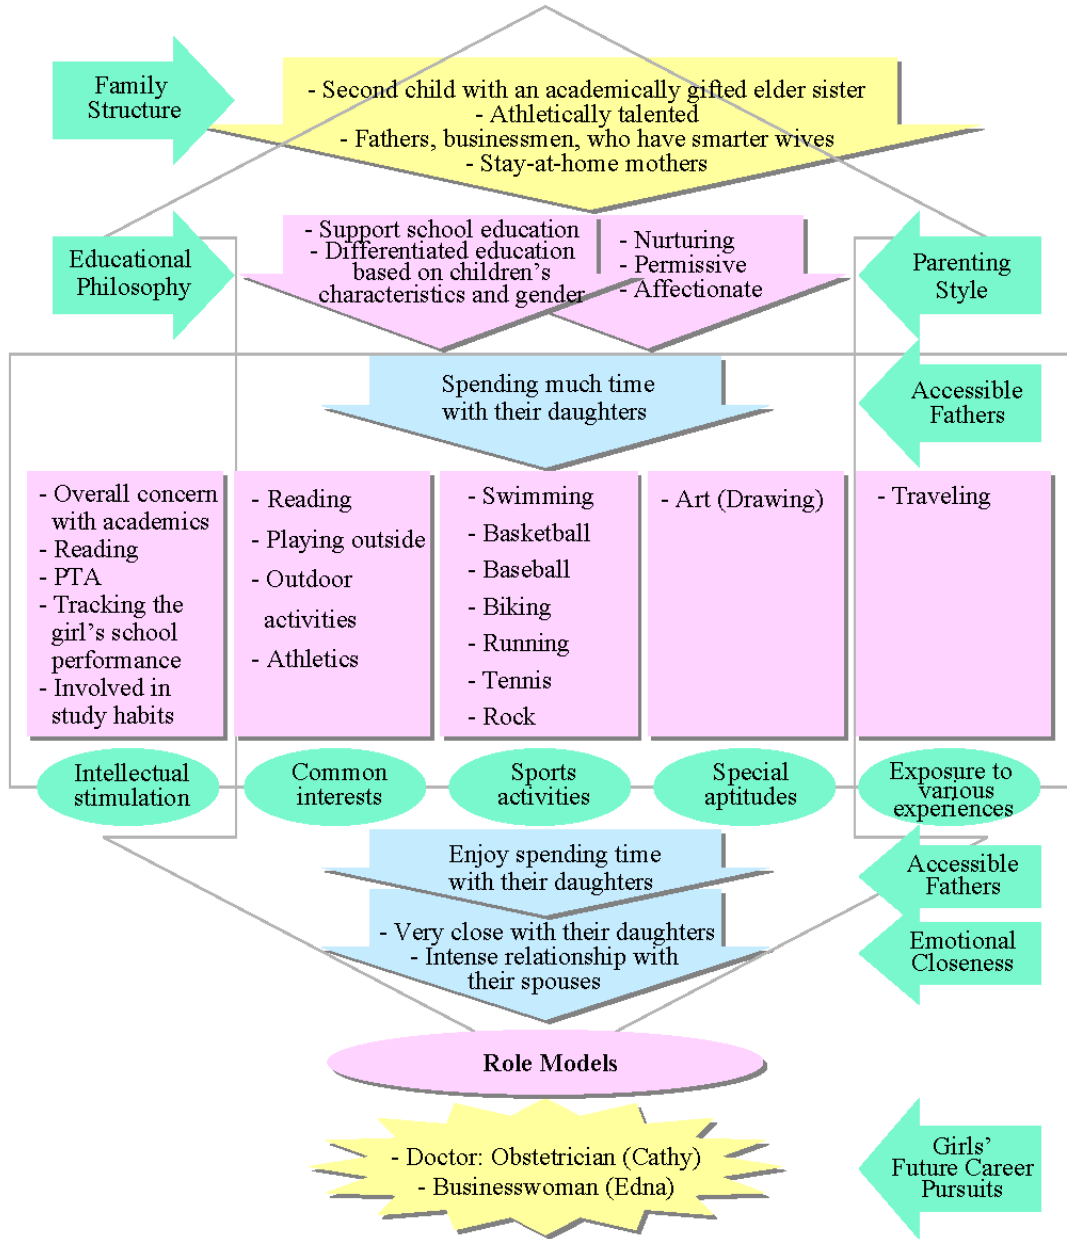 Family
Structure
- Second child with an academically gifted elder sister
- Athletically talented
- Fathers, businessmen, who have smarter wives
- Stay-at-home mothers
Educational
Philosophy
- Support school education
- Differentiated education
based on children's
characteristics and gender
- Nurturing
- Permissive
- Affectionate
Parenting
Style
Spending much time
with their daughters
Accessible
Fathers
- Overall concern
with academics
- Reading
- PTA
- Tracking the
girl's school
performance
- Involved in
study habits
- Reading
- Playing outside
- Outdoor
activities
- Athletics
- Swimming
- Basketball
- Baseball
- Biking
- Running
- Tennis
- Rock
- Art (Drawing)
- Traveling
Intellectual
stimulation
Common
interests
Sports
activities
Special
aptitudes
Exposure to
various
experiences
Enjoy spending time
with their daughters
Accessible
Fathers
- Very close with their daughters
- Intense relationship with
their spouses
Emotional
Closeness
Role Models
- Doctor: Obstetrician (Cathy)
- Businesswoman (Edna)
Girls'
Future Career
Pursuits